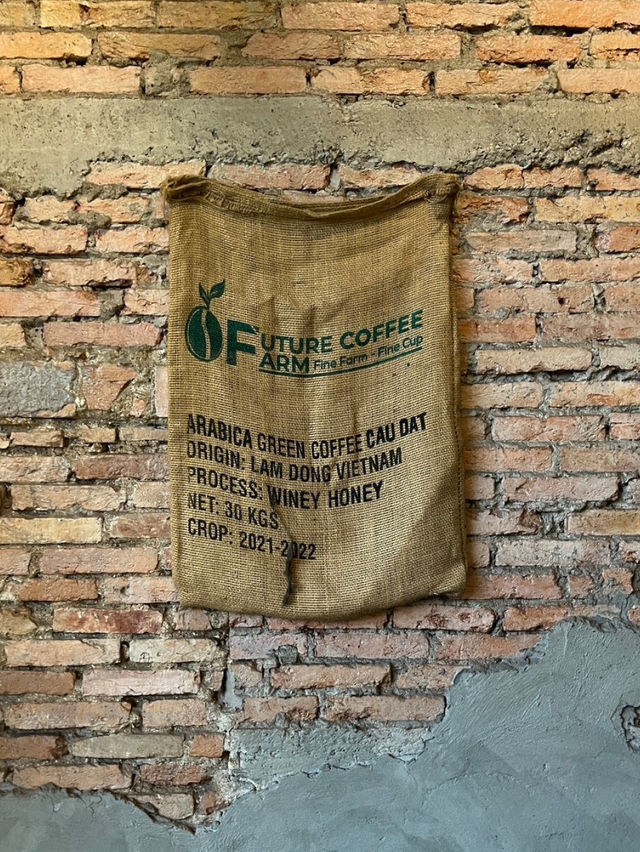 FUTURE COFFEE
FARM Fine Farm - Fine Cup
ARABICA GREEN COFFEE CAU DAT
ORIGIN: LAM DONG VIETNAM
PROCESS: WINEY HONEY
NET: 30 KGS
CROP: 2021-2022